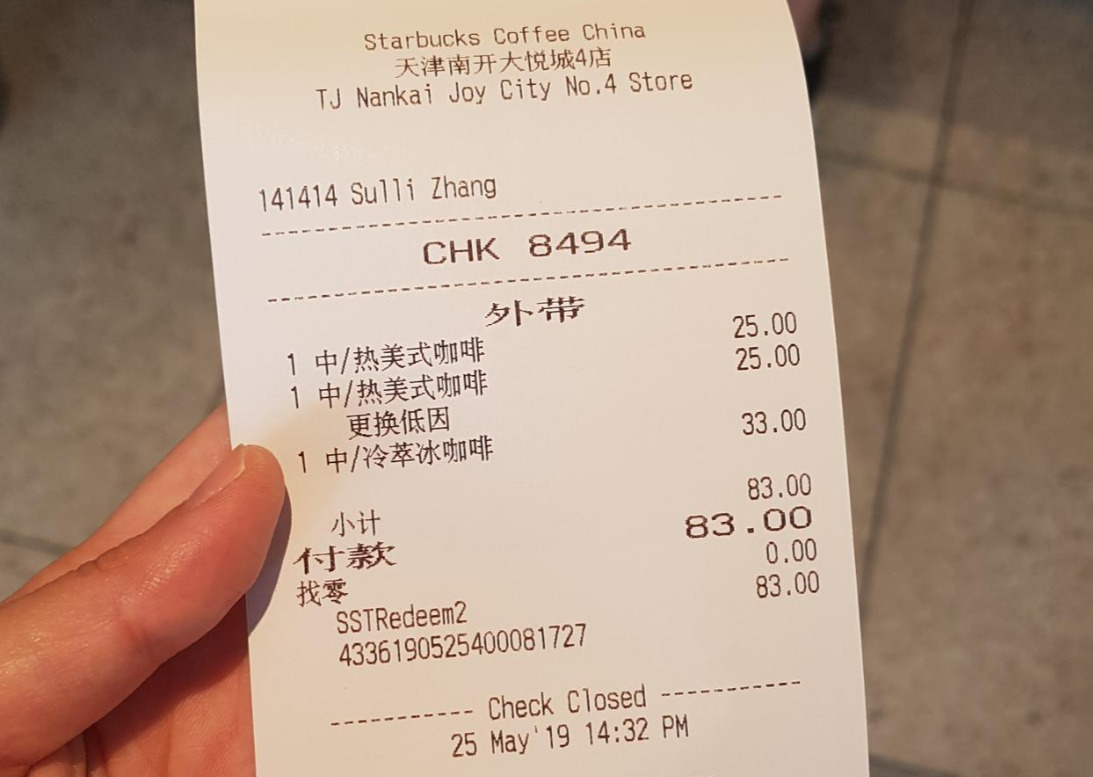 Starbucks Coffee China
天津南开大悦城4店
TJ Nankai Joy City No.4 Store
141414 Sulli Zhang
CHK 8494
外带
1 中/热美式咖啡 25.00
1 中/热美式咖啡 25.00
更换低因
1 中/冷萃冰咖啡 33.00
小计 83.00
付款 83.00
找零 0.00
SSTRedeem2 83.00
4336190525400081727
----------- Check Closed -----------
25 May'19 14:32 PM